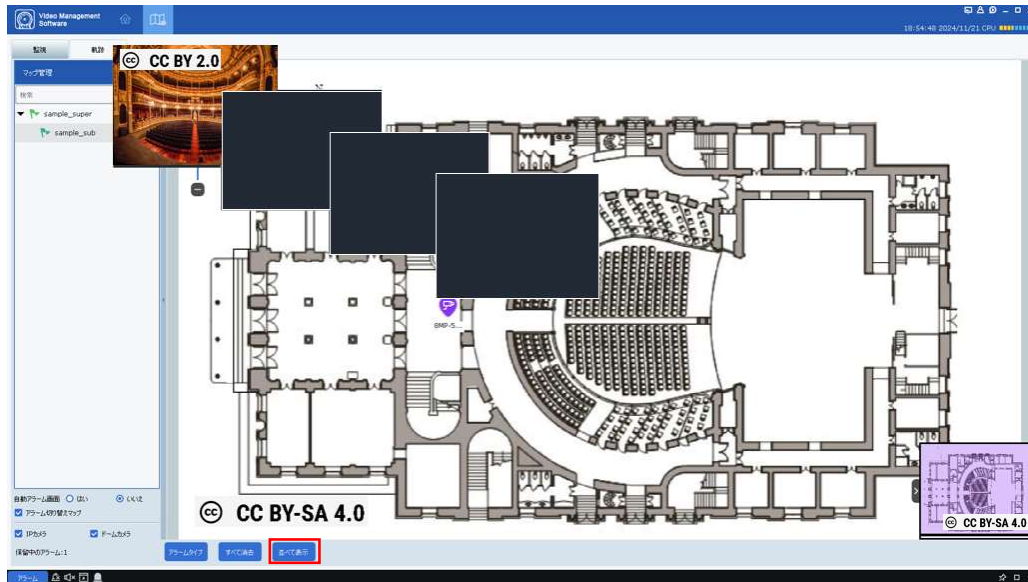 Video Management
Software
18:54:48 2024/11/21 CPU
監視
軌跡
マップ管理
検索
sample_super
sample_sub
CC BY 2.0
BMP-S...
CC BY-SA 4.0
CC BY-SA 4.0
自動アラーム画面 はい いいえ
アラーム切り替えマップ
IPカメラ ドームカメラ
保留中のアラーム:1
アラームタイプ
すべて消去
並べて表示
アラーム